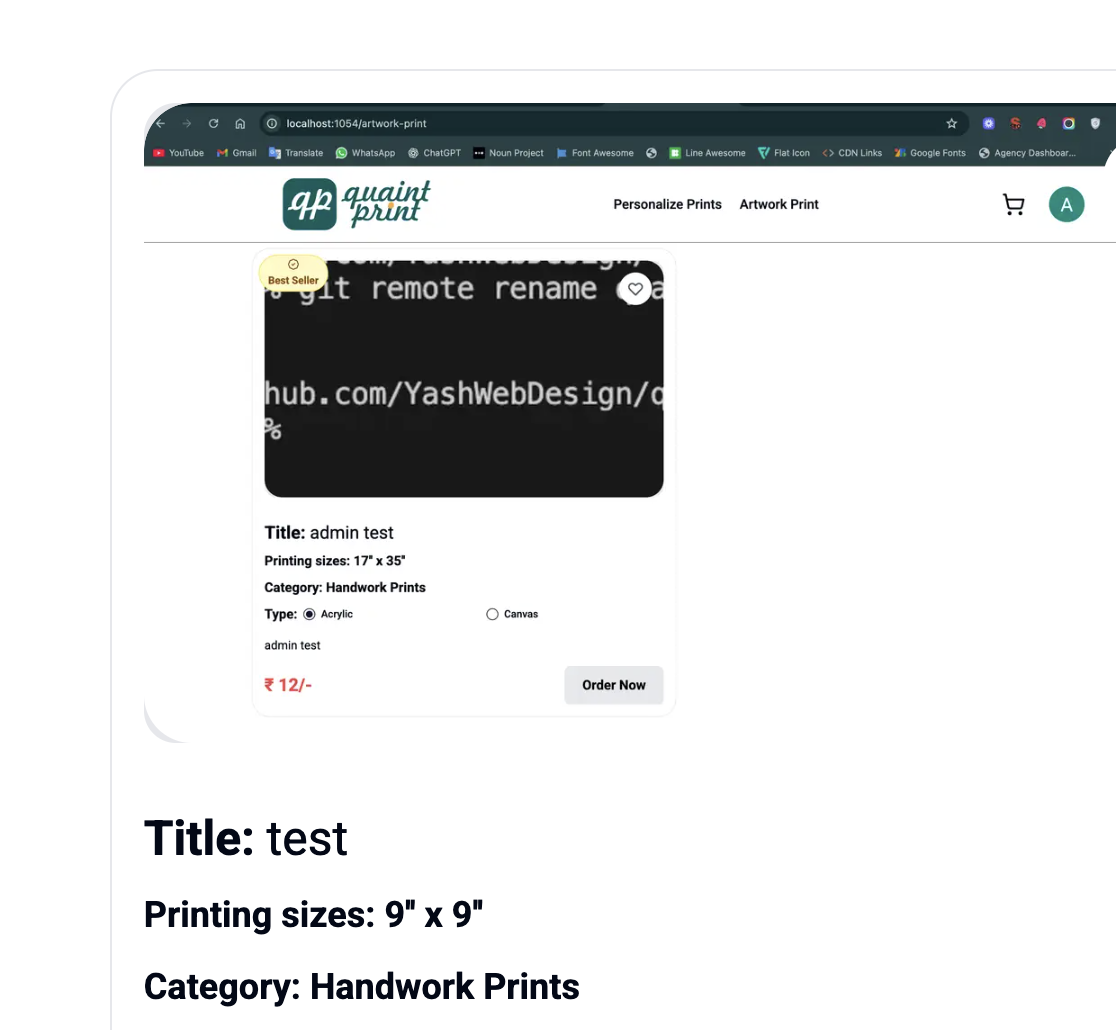 localhost:1054/artwork-print
YouTube Gmail Translate WhatsApp ChatGPT Noun Project Font Awesome Line Awesome Flat Icon CDN Links Google Fonts Agency Dashboar...
qp quaint print
Personalize Prints Artwork Print
A
Best Seller
% git remote rename
hub.com/YashWebDesign/q
%
Title: admin test
Printing sizes: 17" x 35"
Category: Handwork Prints
Type: Acrylic Canvas
admin test
₹ 12/-
Order Now
Title: test
Printing sizes: 9" x 9"
Category: Handwork Prints